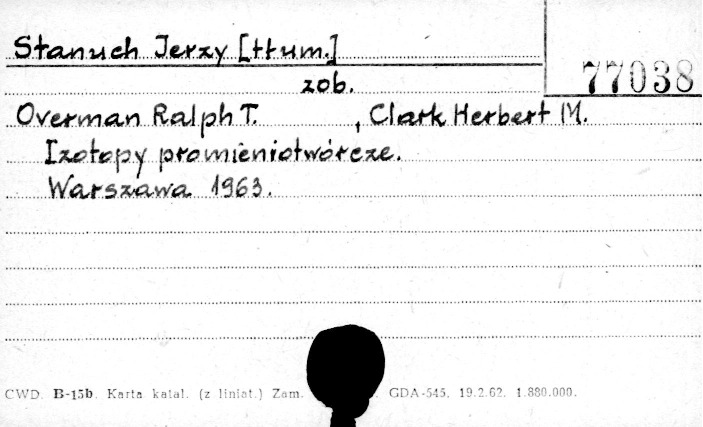 Stanuch Jerzy [tłum.]
77038
zob.
Overman Ralph T. , Clark Herbert M.
Izotopy promieniotwórcze.
Warszawa 1963.
CWD. B-15b. Karta katal. (z liniat.) Zam. GDA-545. 19.2.62. 1.880.000.